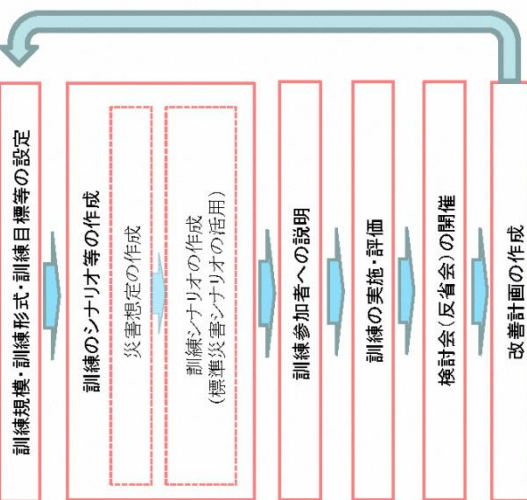 訓練規模・訓練形式・訓練目標等の設定
訓練のシナリオ等の作成
災害想定の作成
訓練シナリオの作成
(標準災害シナリオの活用)
訓練参加者への説明
訓練の実施・評価
検討会(反省会)の開催
改善計画の作成